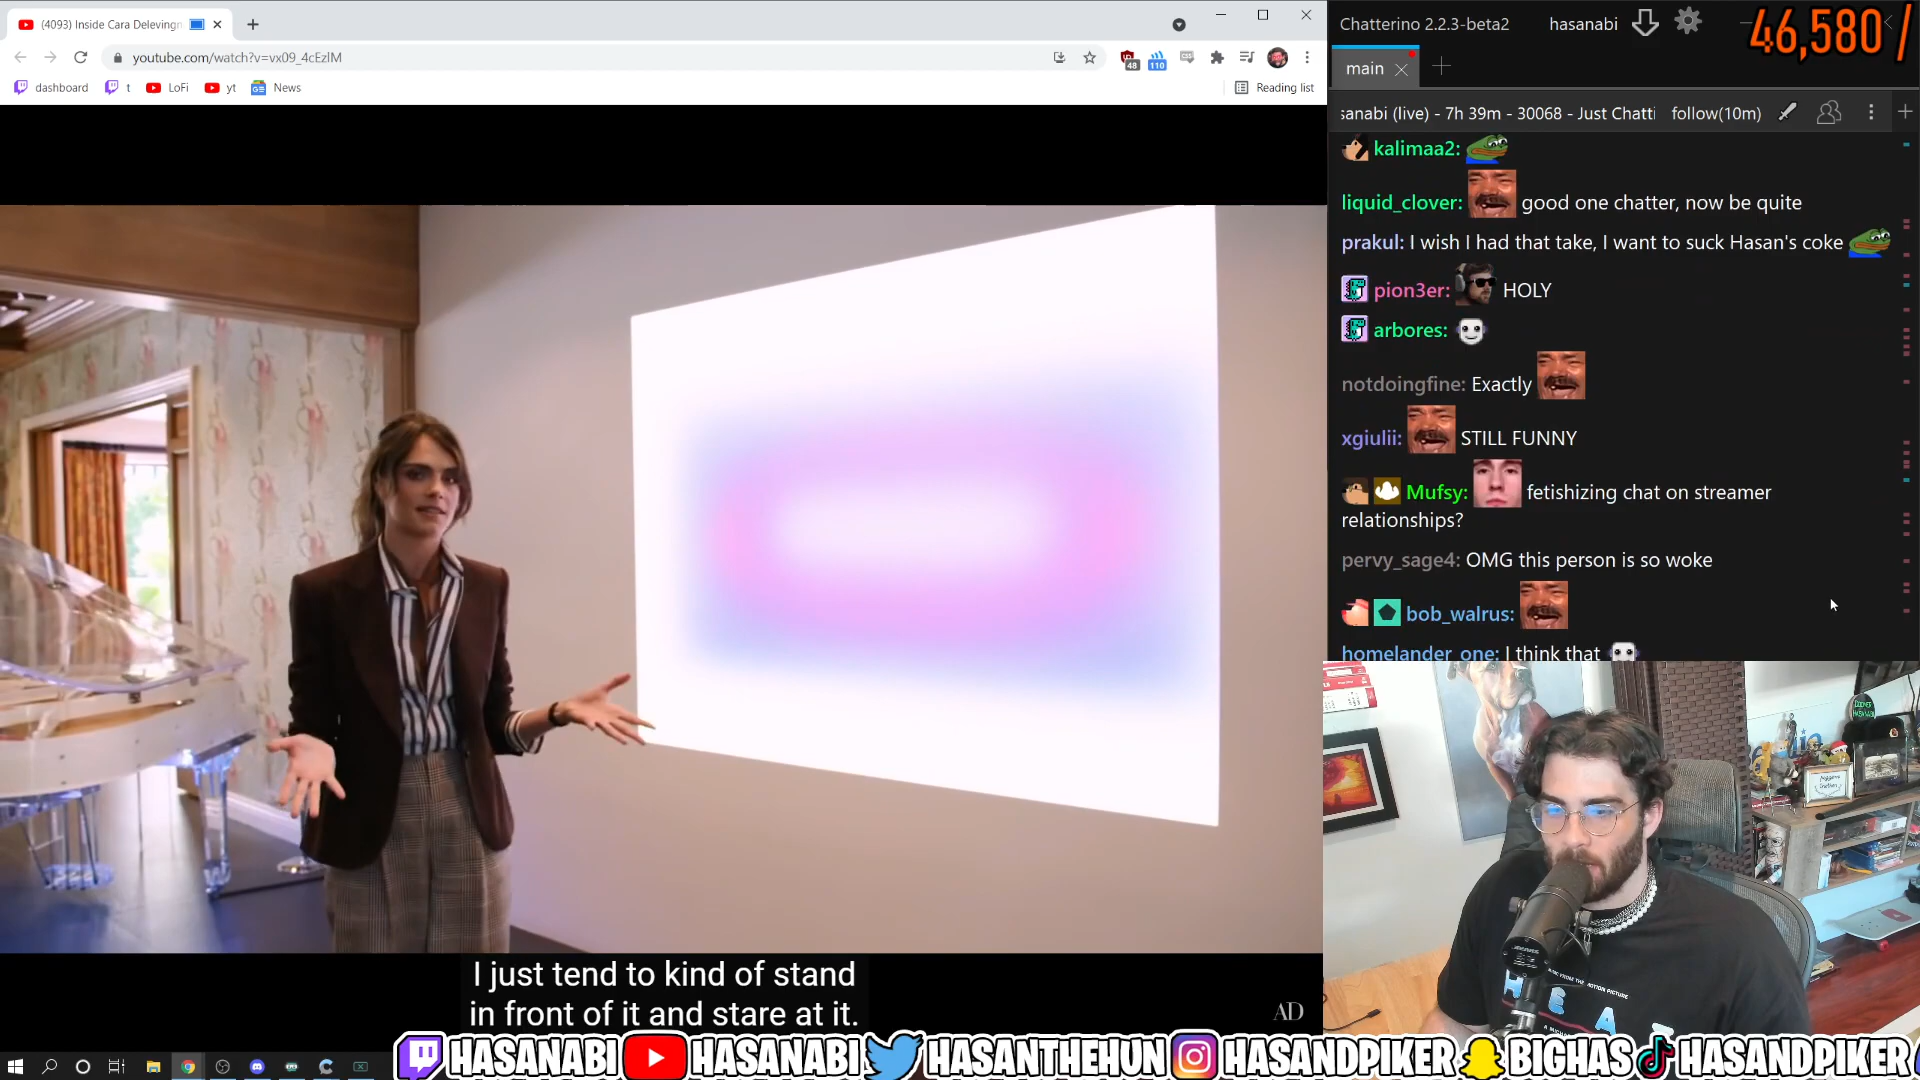 (4093) Inside Cara Delevingn
youtube.com/watch?v=vx09_4cEzlM
48
110
dashboard
t
LoFi
yt
News
Reading list
Chatterino 2.2.3-beta2
hasanabi
46,580 /
main
sanabi (live) - 7h 39m - 30068 - Just Chatti
follow(10m)
kalimaa2:
liquid_clover: good one chatter, now be quite
prakul: I wish I had that take, I want to suck Hasan's coke
pion3er: HOLY
arbores:
notdoingfine: Exactly
xgiulii: STILL FUNNY
Mufsy: fetishizing chat on streamer
relationships?
pervy_sage4: OMG this person is so woke
bob_walrus:
homelander_one: I think that
I just tend to kind of stand
in front of it and stare at it.
AD
HEAT
HASANABI
HASANABI
HASANTHEHUN
HASANDPIKER
BIGHAS
HASANDPIKER